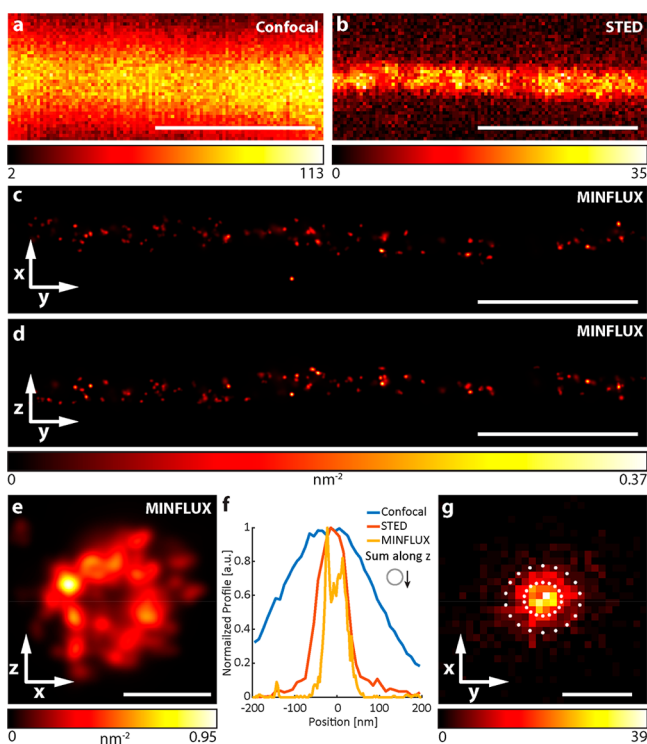 a Confocal
b STED
2 113
0 35
c MINFLUX
x
y
d MINFLUX
z
y
0 nm-2 0.37
e MINFLUX
z
x
0 nm-2 0.95
f
Confocal
STED
MINFLUX
Sum along z
Normalized Profile [a.u.]
1
0.8
0.6
0.4
0.2
0
-200 -100 0 100 200
Position [nm]
g
x
y
0 39